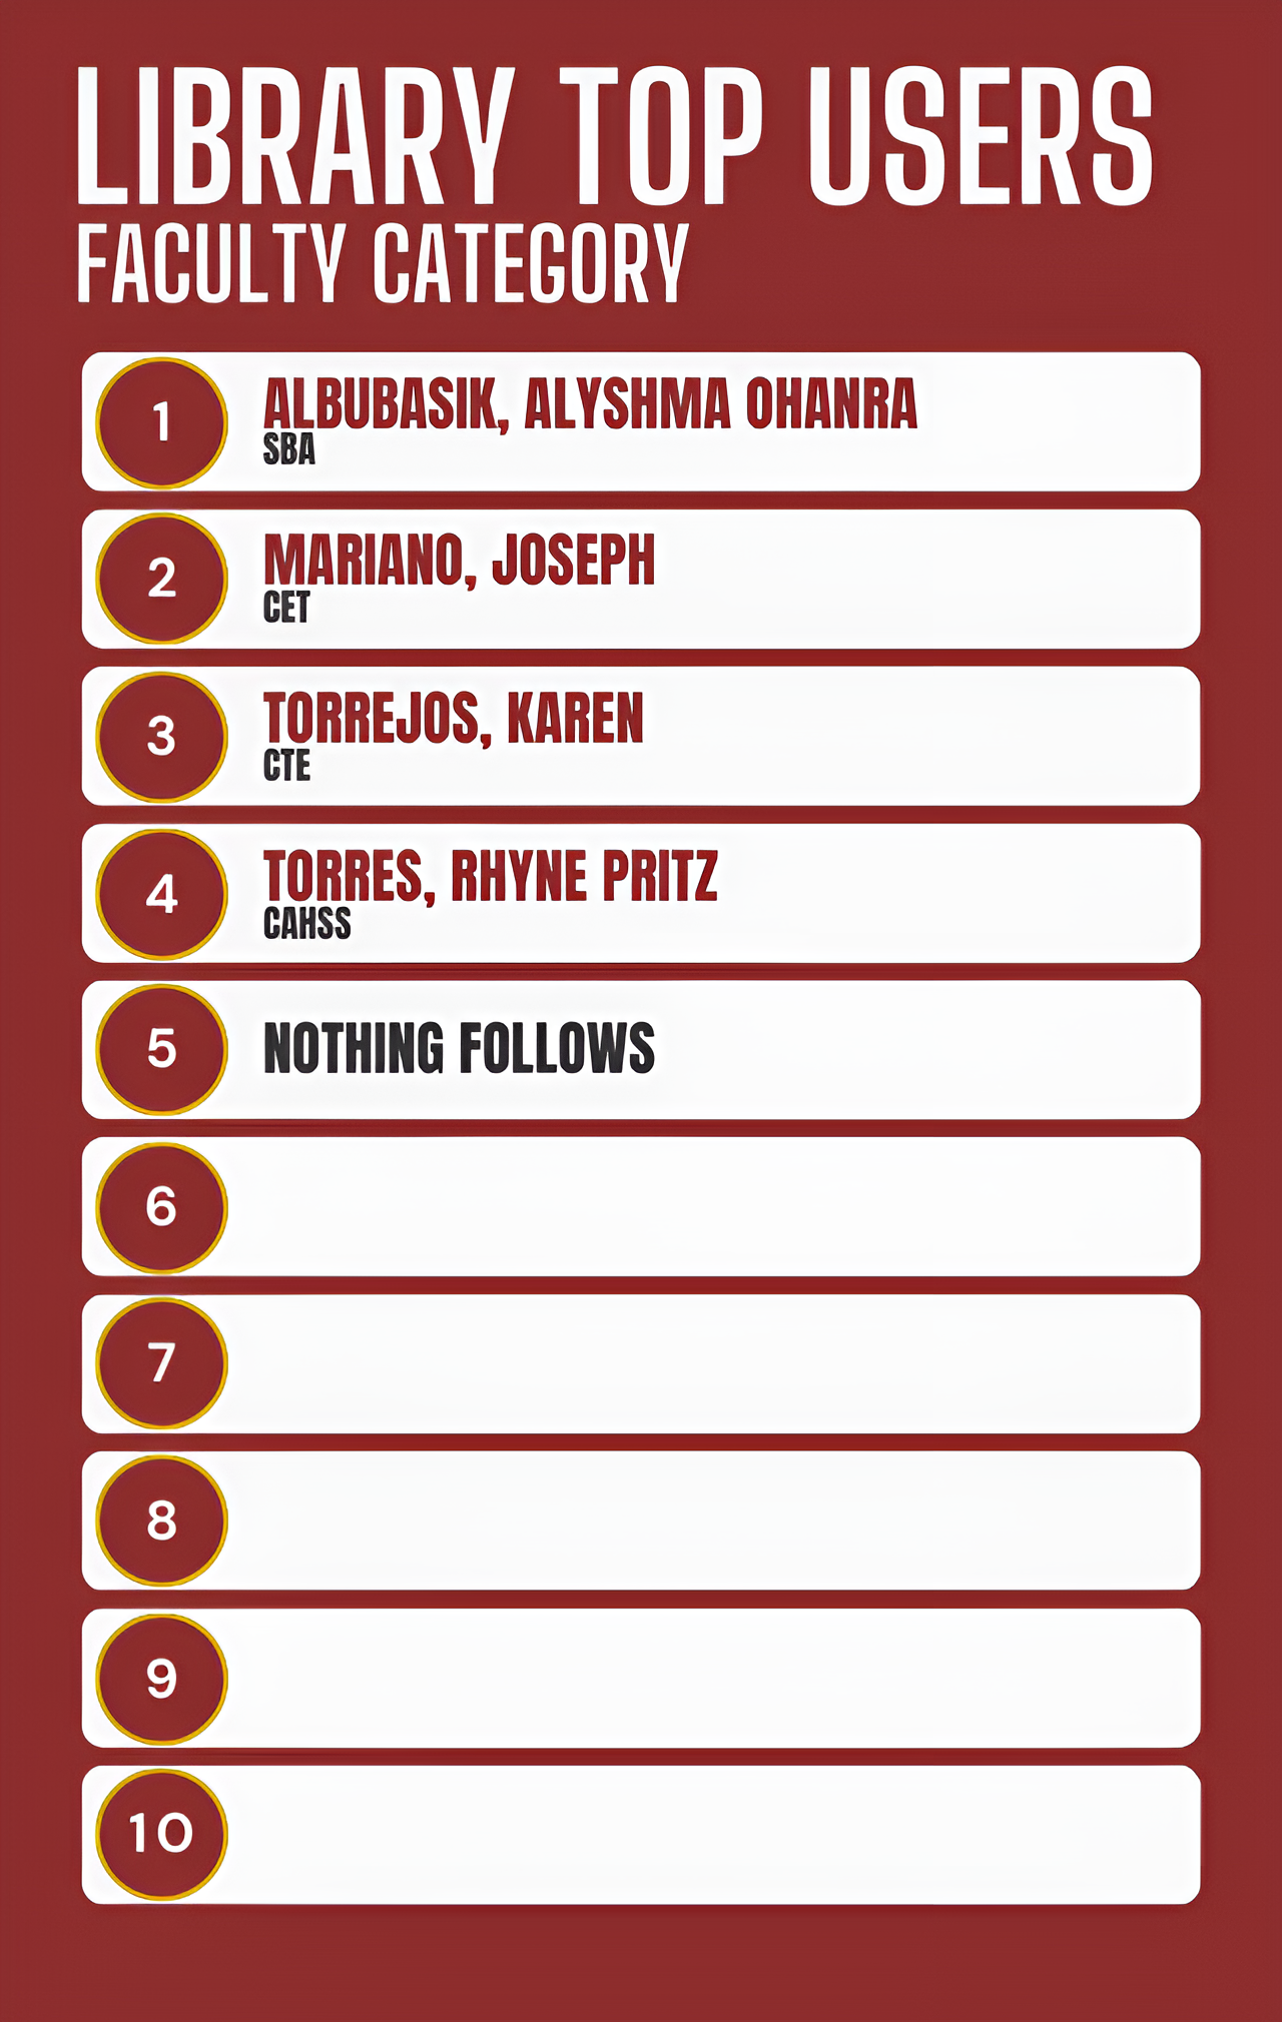 LIBRARY TOP USERS
FACULTY CATEGORY
1
ALBUBASIK, ALYSHMA OHANRA
SBA
2
MARIANO, JOSEPH
CET
3
TORREJOS, KAREN
CTE
4
TORRES, RHYNE PRITZ
CAHSS
5
NOTHING FOLLOWS
6
7
8
9
10